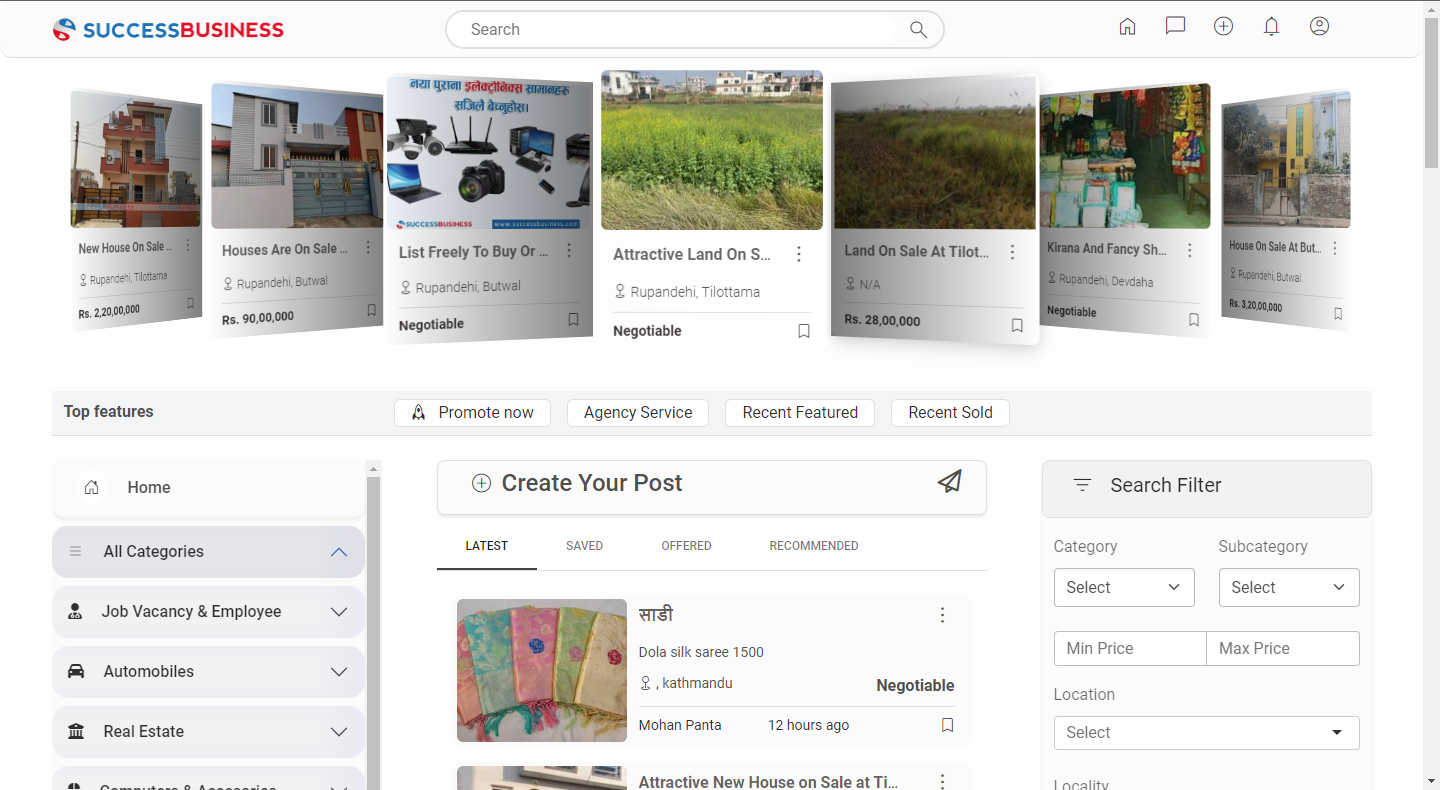 SUCCESSBUSINESS
Search
नया पुराना इलेक्ट्रोनिक्स सामानहरु
सजिलै बेच्नुहोस।
SUCCESSBUSINESS
www.successbusiness.com
New House On Sale ...
Rupandehi, Tilottama
Rs. 2,20,00,000
Houses Are On Sale ...
Rupandehi, Butwal
Rs. 90,00,000
List Freely To Buy Or ...
Rupandehi, Butwal
Negotiable
Attractive Land On S...
Rupandehi, Tilottama
Negotiable
Land On Sale At Tilot...
N/A
Rs. 28,00,000
Kirana And Fancy Sh...
Rupandehi, Devdaha
Negotiable
House On Sale At But...
Rupandehi, Butwal
Rs. 3,20,00,000
Top features
Promote now
Agency Service
Recent Featured
Recent Sold
Home
All Categories
Job Vacancy & Employee
Automobiles
Real Estate
Computers & Accesories
Create Your Post
LATEST
SAVED
OFFERED
RECOMMENDED
साडी
Dola silk saree 1500
, kathmandu
Negotiable
Mohan Panta
12 hours ago
Attractive New House on Sale at Ti...
Search Filter
Category
Subcategory
Select
Select
Min Price
Max Price
Location
Select
Locality